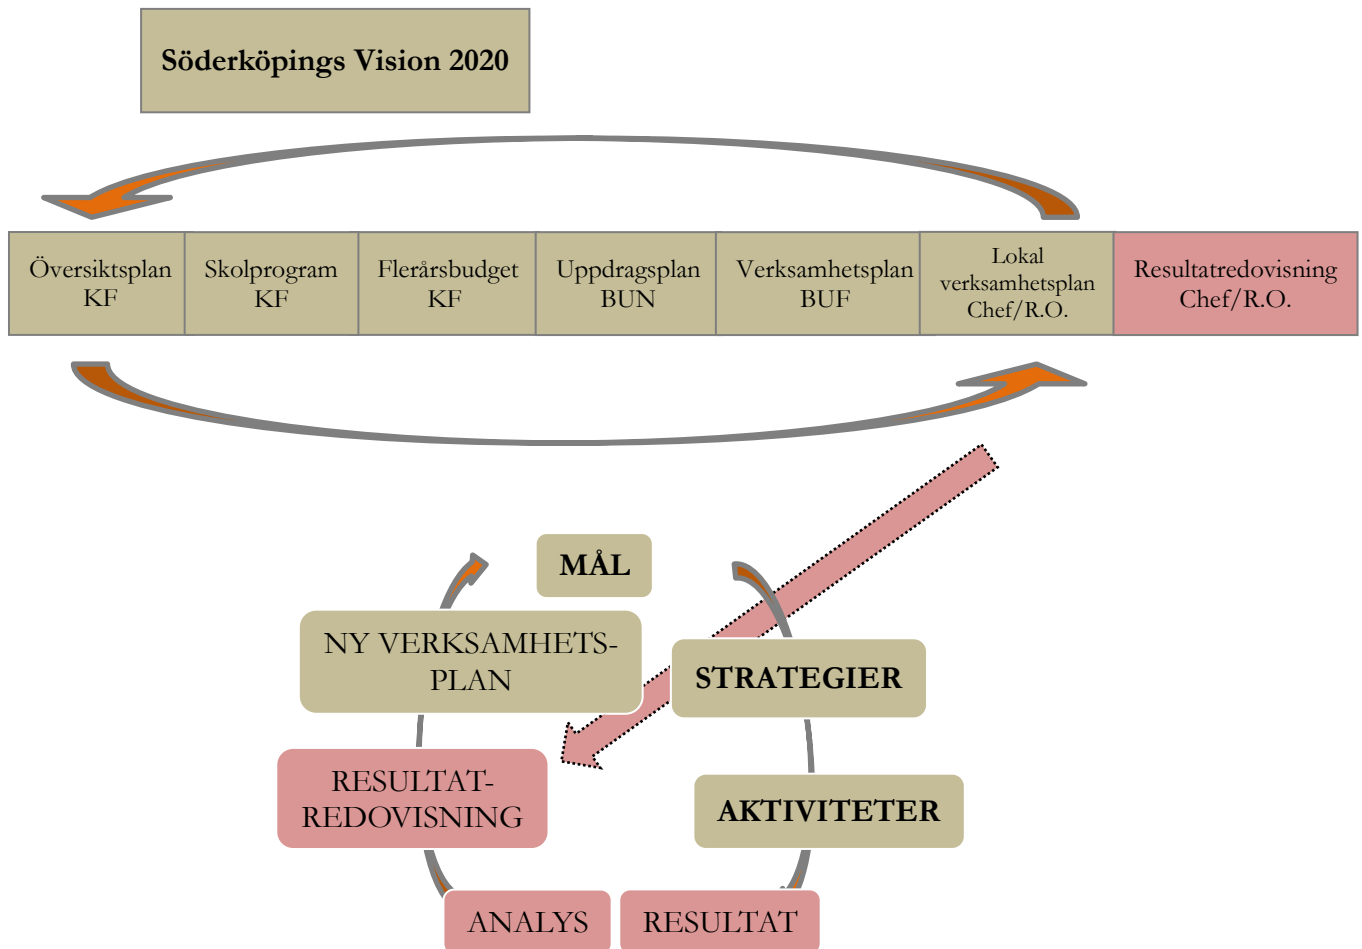 Söderköpings Vision 2020
Översiktsplan
KF
Skolprogram
KF
Flerårsbudget
KF
Uppdragsplan
BUN
Verksamhetsplan
BUF
Lokal
verksamhetsplan
Chef/R.O.
Resultatredovisning
Chef/R.O.
MÅL
NY VERKSAMHETS-
PLAN
STRATEGIER
RESULTAT-
REDOVISNING
AKTIVITETER
ANALYS
RESULTAT